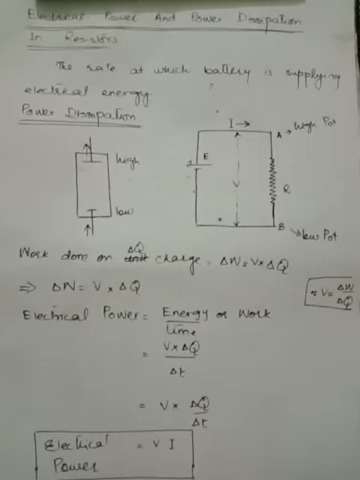 Electrical Power And Power Dissipation
In Resistors
The rate at which battery is supplying
electrical energy
Power Dissipation
I → A → high Pot
high
E
V
R
low
B → low Pot
Work done on ΔQ charge = ΔW = V × ΔQ
⇒ ΔW = V × ΔQ
∵ V = ΔW/ΔQ
Electrical Power = Energy or Work
time
= V × ΔQ
Δt
= V × ΔQ
Δt
Electrical = V I
Power